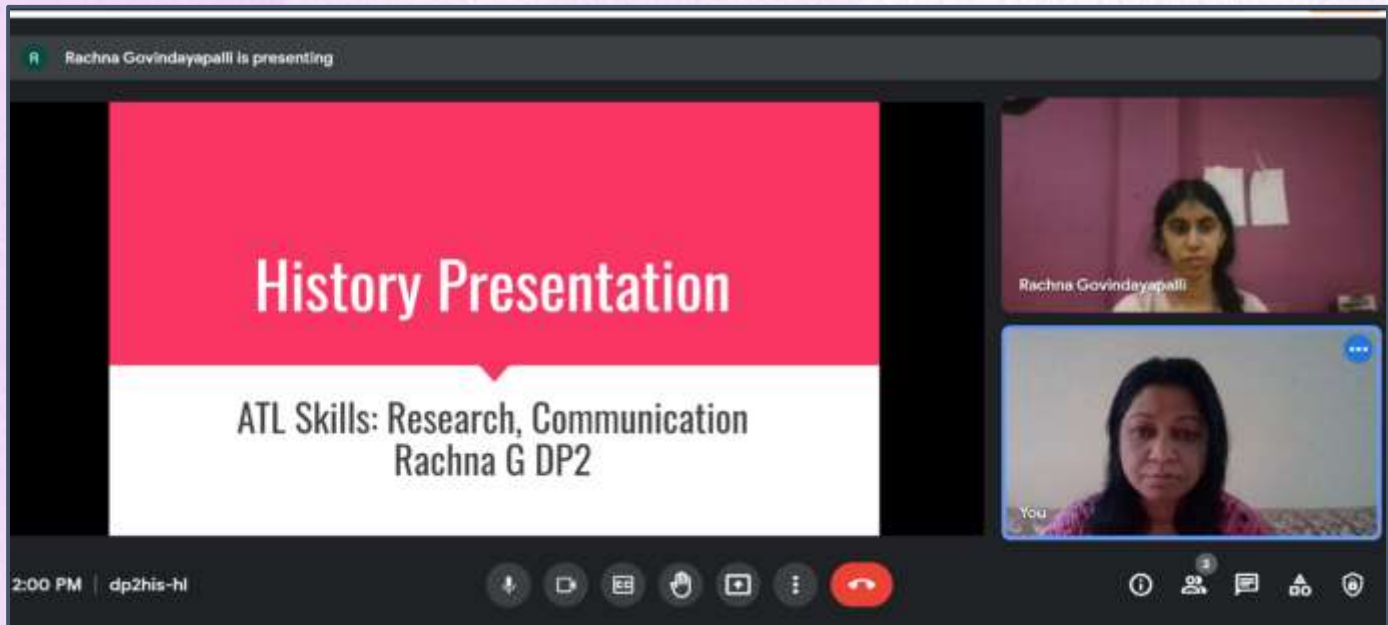 R Rachna Govindayapalli is presenting
History Presentation
ATL Skills: Research, Communication
Rachna G DP2
Rachna Govindayapalli
You
2:00 PM | dp2his-hl
3